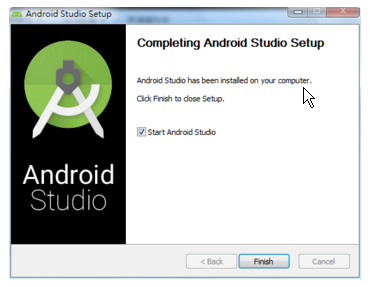 Android Studio Setup
Completing Android Studio Setup
Android Studio has been installed on your computer.
Click Finish to close Setup.
Start Android Studio
Android
Studio
< Back
Finish
Cancel